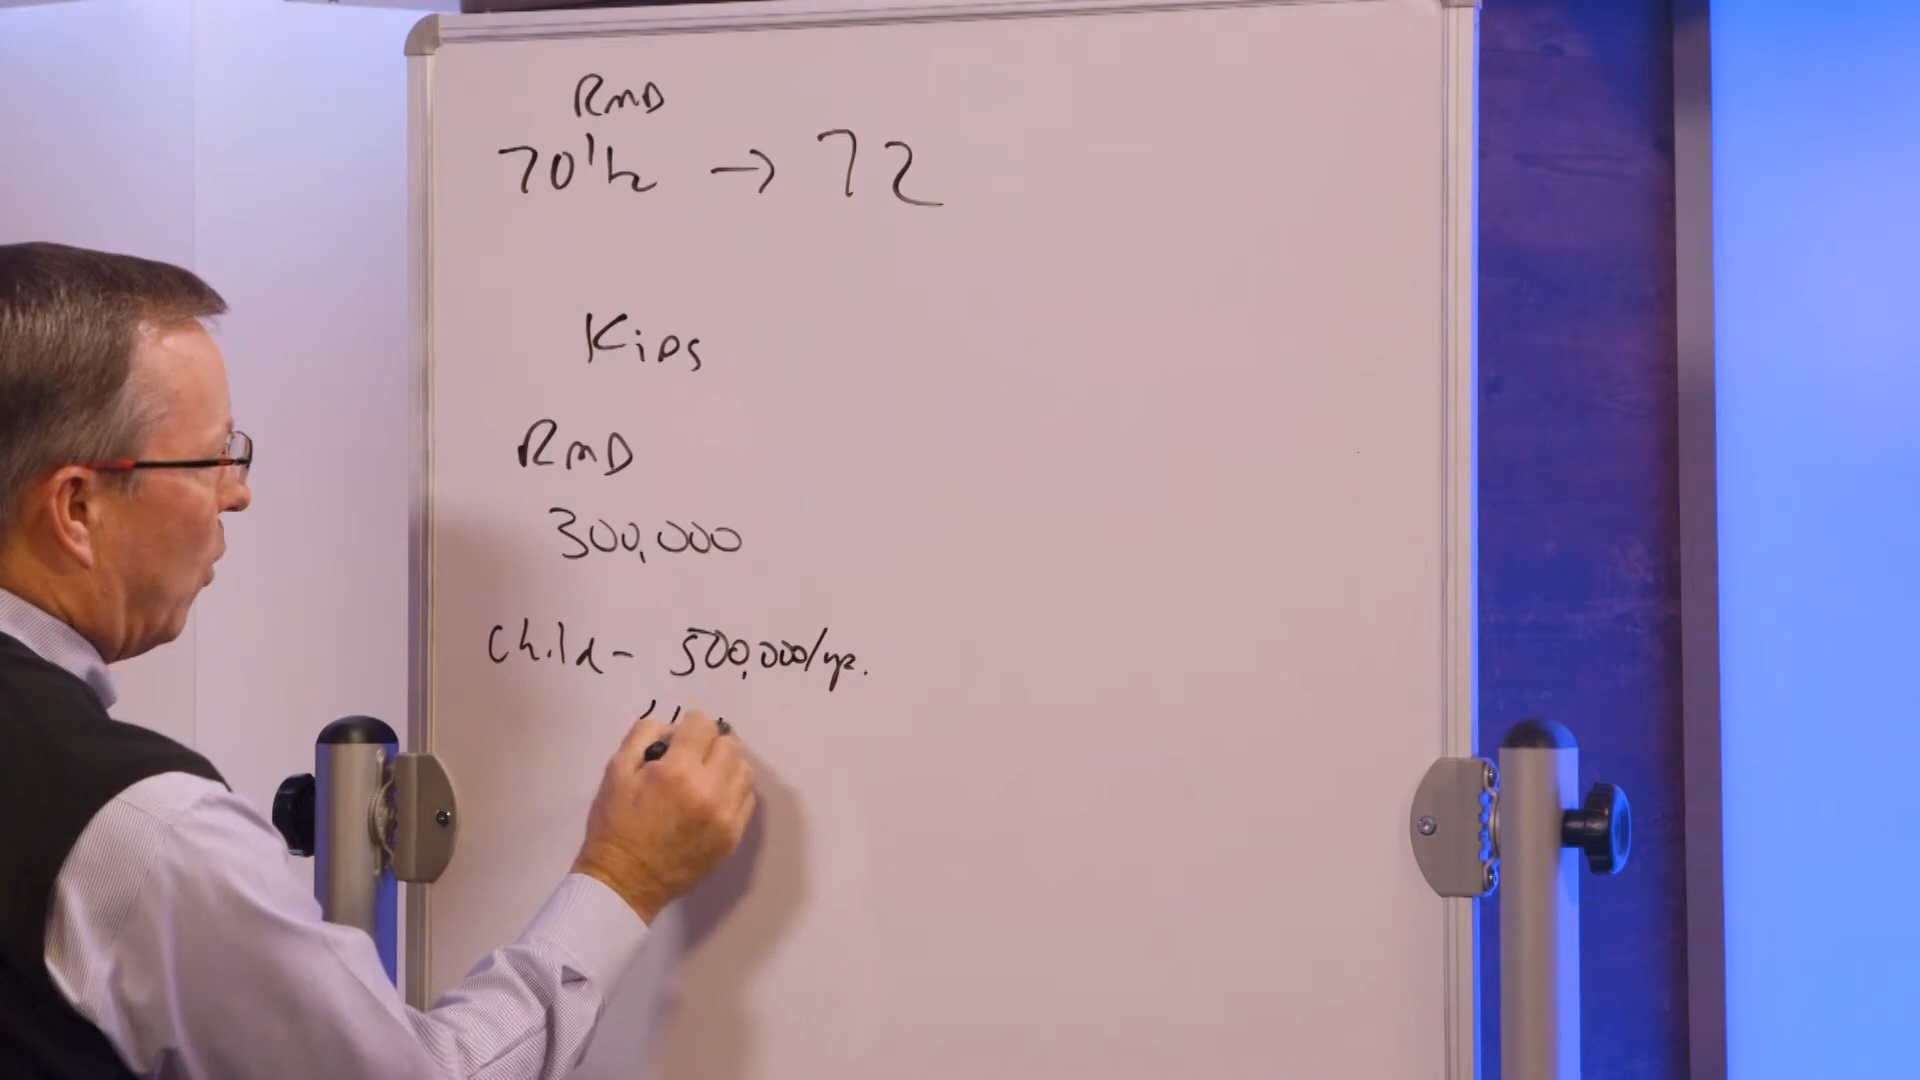 RMD
70 1/2 → 72
KiDS
RMD
300,000
Child - 500,000/yr.